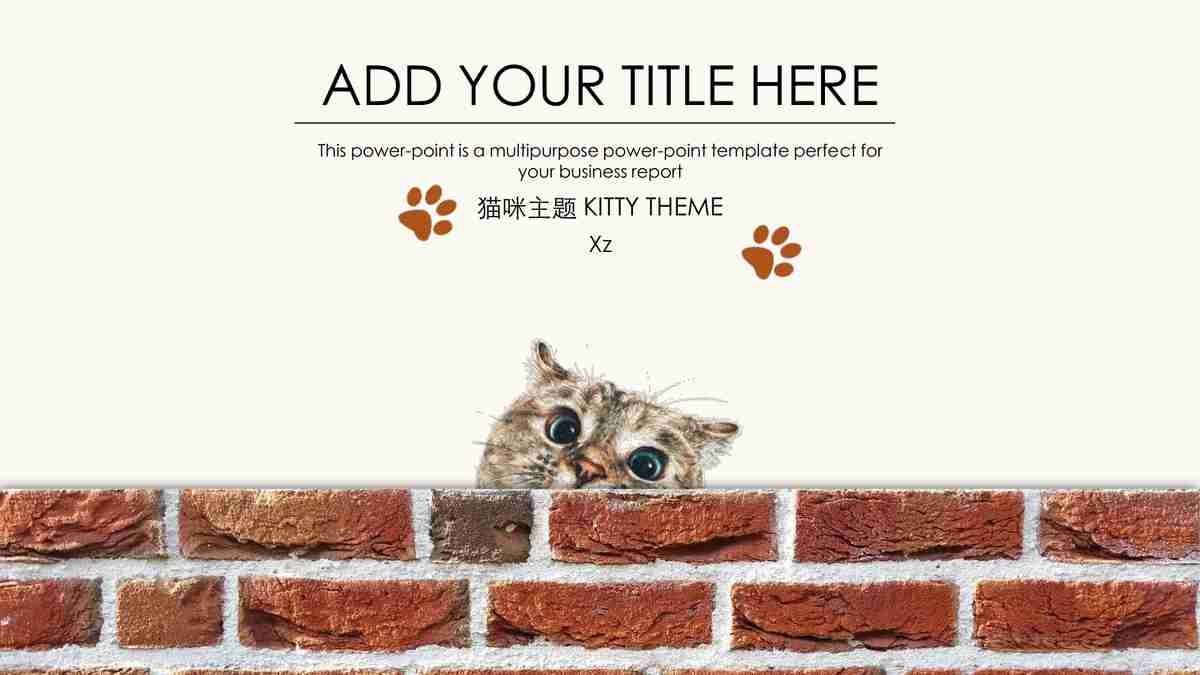 ADD YOUR TITLE HERE
This power-point is a multipurpose power-point template perfect for
your business report
猫咪主题 KITTY THEME
Xz